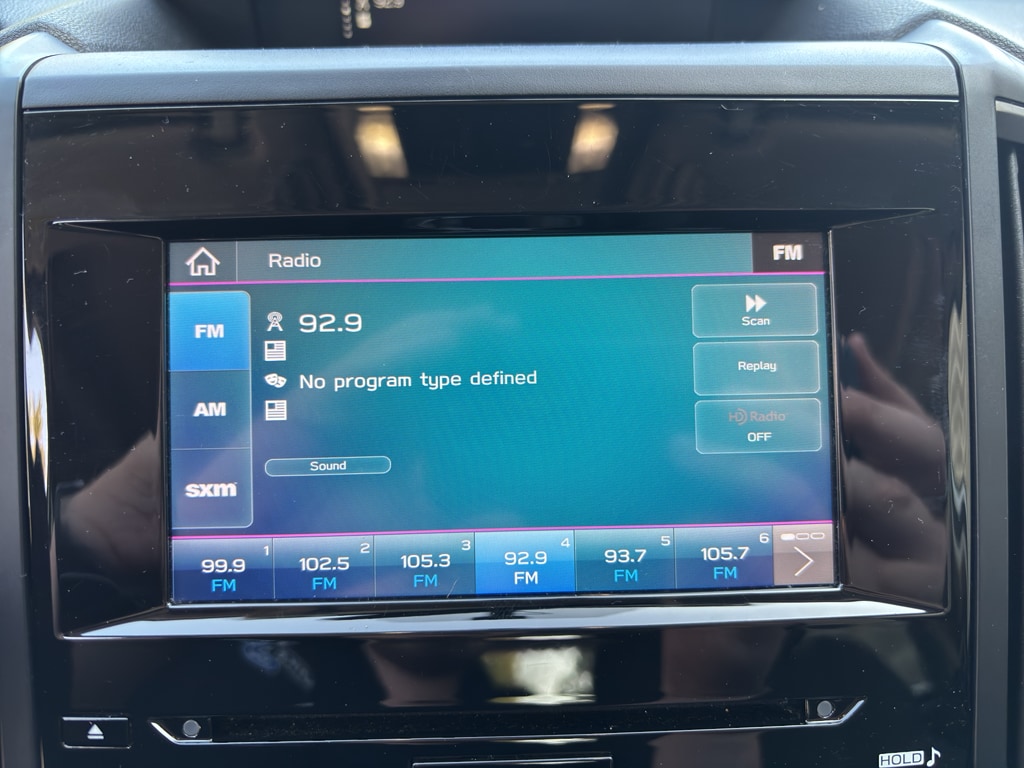 Radio
FM
FM
92.9
Scan
No program type defined
Replay
AM
HD Radio
OFF
Sound
sxm
1
2
3
4
5
6
99.9
102.5
105.3
92.9
93.7
105.7
FM
FM
FM
FM
FM
FM
HOLD